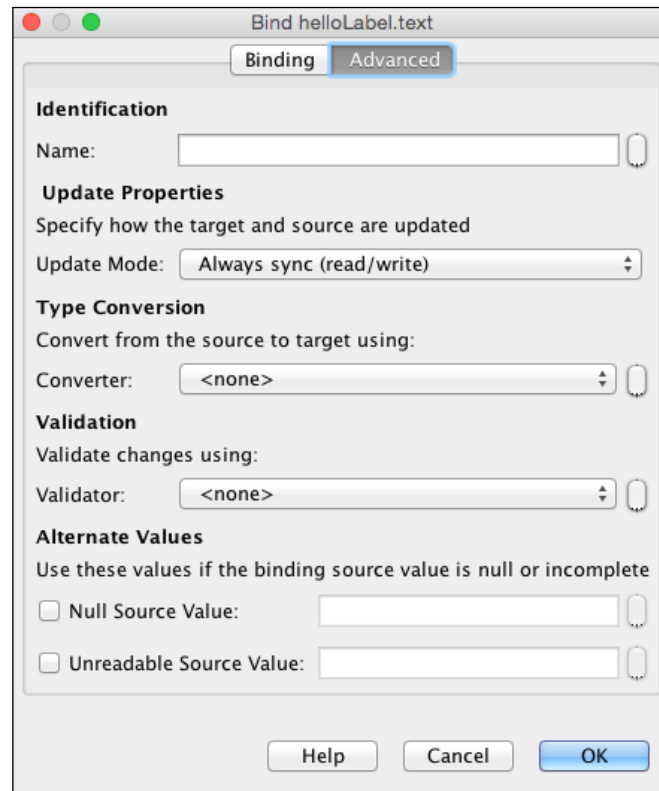 Bind helloLabel.text
Binding Advanced
Identification
Name:
Update Properties
Specify how the target and source are updated
Update Mode: Always sync (read/write)
Type Conversion
Convert from the source to target using:
Converter: <none>
Validation
Validate changes using:
Validator: <none>
Alternate Values
Use these values if the binding source value is null or incomplete
Null Source Value:
Unreadable Source Value:
Help Cancel OK